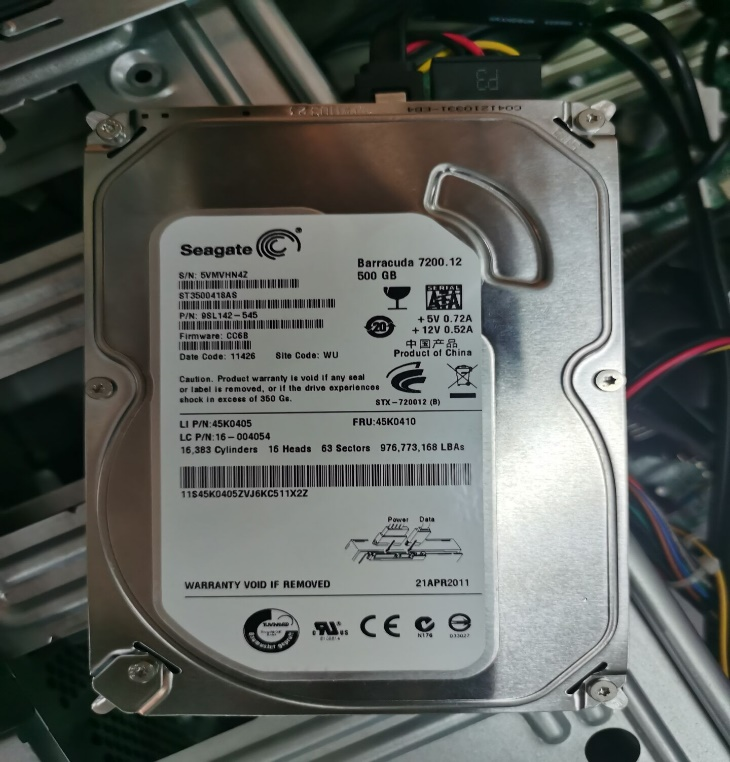 P3
C041210331-EB4
Seagate
S/N: 5VMVHN4Z
ST3500418AS
P/N: 9SL142-545
Firmware: CC68
Date Code: 11426 Site Code: WU
Barracuda 7200.12
500 GB
SERIAL
ATA
20
+5V 0.72A
+12V 0.52A
中国产品
Product of China
Caution. Product warranty is void if any seal
or label is removed, or if the drive experiences
shock in excess of 350 Gs.
STX-720012 (B)
LI P/N:45K0405 FRU:45K0410
LC P/N:16-004054
16,383 Cylinders 16 Heads 63 Sectors 976,773,168 LBAs
11S45K0405ZVJ6KC511X2Z
Power Data
WARRANTY VOID IF REMOVED 21APR2011
CE
N176